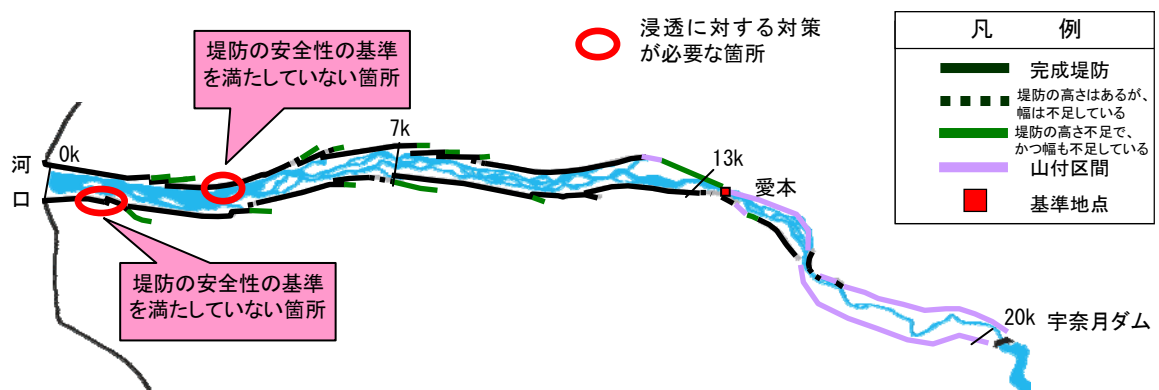 堤防の安全性の基準
を満たしていない箇所
浸透に対する対策
が必要な箇所
凡 例
完成堤防
堤防の高さはあるが、
幅は不足している
堤防の高さ不足で、
かつ幅も不足している
山付区間
基準地点
河
口
0k
7k
13k
愛本
20k
宇奈月ダム
堤防の安全性の基準
を満たしていない箇所